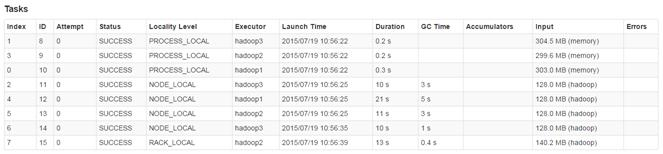 Tasks
Index ID Attempt Status Locality Level Executor Launch Time Duration GC Time Accumulators Input Errors
1 8 0 SUCCESS PROCESS_LOCAL hadoop3 2015/07/19 10:56:22 0.2 s 304.5 MB (memory)
3 9 0 SUCCESS PROCESS_LOCAL hadoop2 2015/07/19 10:56:22 0.2 s 299.6 MB (memory)
0 10 0 SUCCESS PROCESS_LOCAL hadoop1 2015/07/19 10:56:22 0.3 s 303.0 MB (memory)
2 11 0 SUCCESS NODE_LOCAL hadoop3 2015/07/19 10:56:25 10 s 3 s 128.0 MB (hadoop)
4 12 0 SUCCESS NODE_LOCAL hadoop1 2015/07/19 10:56:25 21 s 5 s 128.0 MB (hadoop)
5 13 0 SUCCESS NODE_LOCAL hadoop2 2015/07/19 10:56:25 11 s 3 s 128.0 MB (hadoop)
6 14 0 SUCCESS NODE_LOCAL hadoop3 2015/07/19 10:56:35 10 s 1 s 128.0 MB (hadoop)
7 15 0 SUCCESS RACK_LOCAL hadoop2 2015/07/19 10:56:39 13 s 0.4 s 140.2 MB (hadoop)